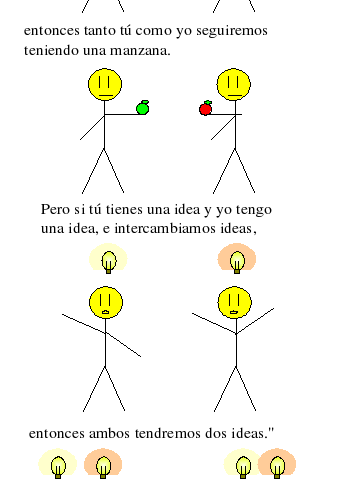 entonces tanto tú como yo seguiremos
teniendo una manzana.
Pero si tú tienes una idea y yo tengo
una idea, e intercambiamos ideas,
entonces ambos tendremos dos ideas."